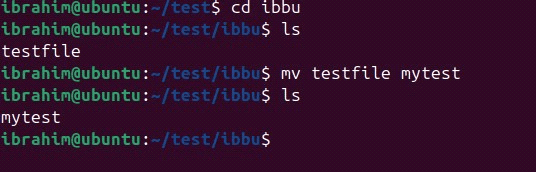 ibrahim@ubuntu:~/test$ cd ibbu
ibrahim@ubuntu:~/test/ibbu$ ls
testfile
ibrahim@ubuntu:~/test/ibbu$ mv testfile mytest
ibrahim@ubuntu:~/test/ibbu$ ls
mytest
ibrahim@ubuntu:~/test/ibbu$